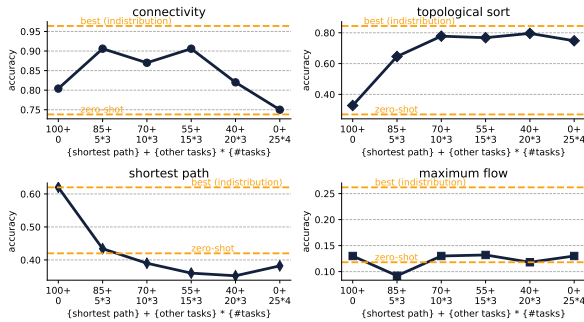 connectivity
best (indistribution)
zero-shot
accuracy
0.95
0.90
0.85
0.80
0.75
100+ 85+ 70+ 55+ 40+ 0+
0 5*3 10*3 15*3 20*3 25*4
{shortest path} + {other tasks} * {#tasks}
topological sort
best (indistribution)
zero-shot
accuracy
0.80
0.60
0.40
100+ 85+ 70+ 55+ 40+ 0+
0 5*3 10*3 15*3 20*3 25*4
{shortest path} + {other tasks} * {#tasks}
shortest path
best (indistribution)
zero-shot
accuracy
0.60
0.40
100+ 85+ 70+ 55+ 40+ 0+
0 5*3 10*3 15*3 20*3 25*4
{shortest path} + {other tasks} * {#tasks}
maximum flow
best (indistribution)
zero-shot
accuracy
0.25
0.20
0.15
0.10
100+ 85+ 70+ 55+ 40+ 0+
0 5*3 10*3 15*3 20*3 25*4
{shortest path} + {other tasks} * {#tasks}